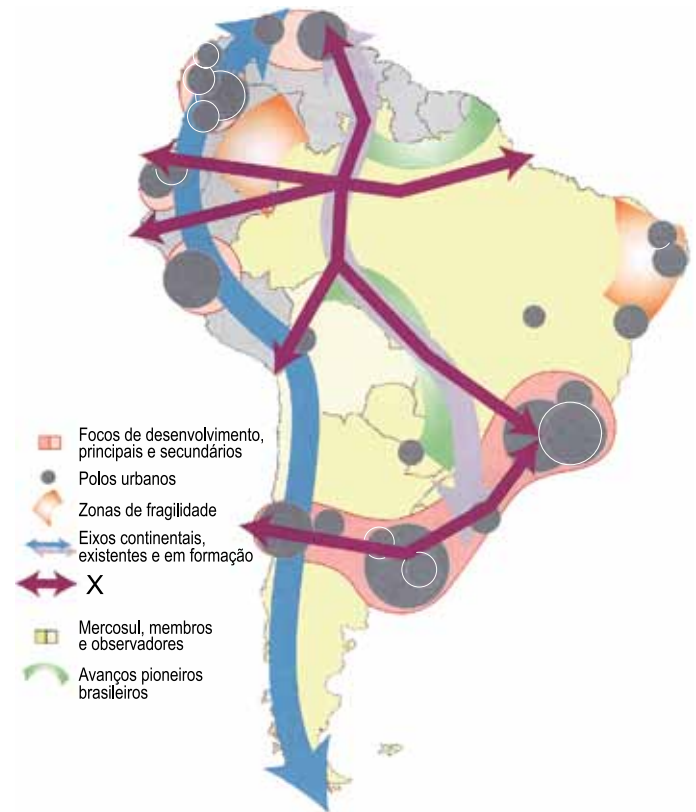 Focos de desenvolvimento,
principais e secundários
Polos urbanos
Zonas de fragilidade
Eixos continentais,
existentes e em formação
X
Mercosul, membros
e observadores
Avanços pioneiros
brasileiros